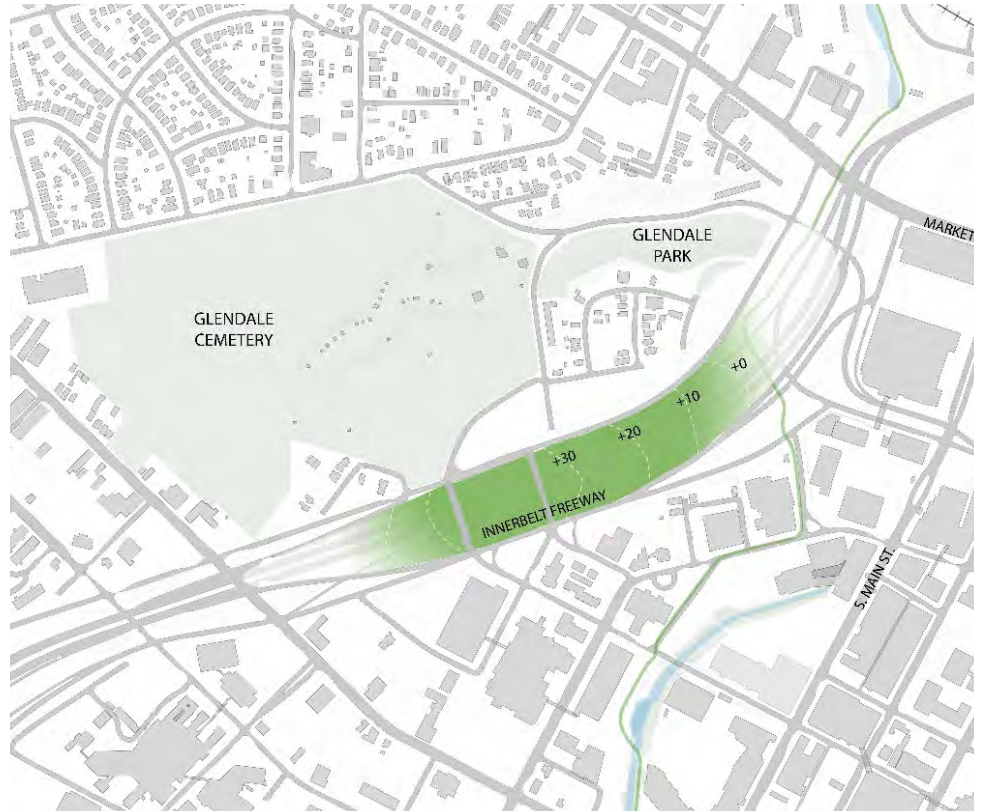 MARKET
GLENDALE
PARK
GLENDALE
CEMETERY
+0
+10
+20
+30
INNERBELT FREEWAY
S. MAIN ST.